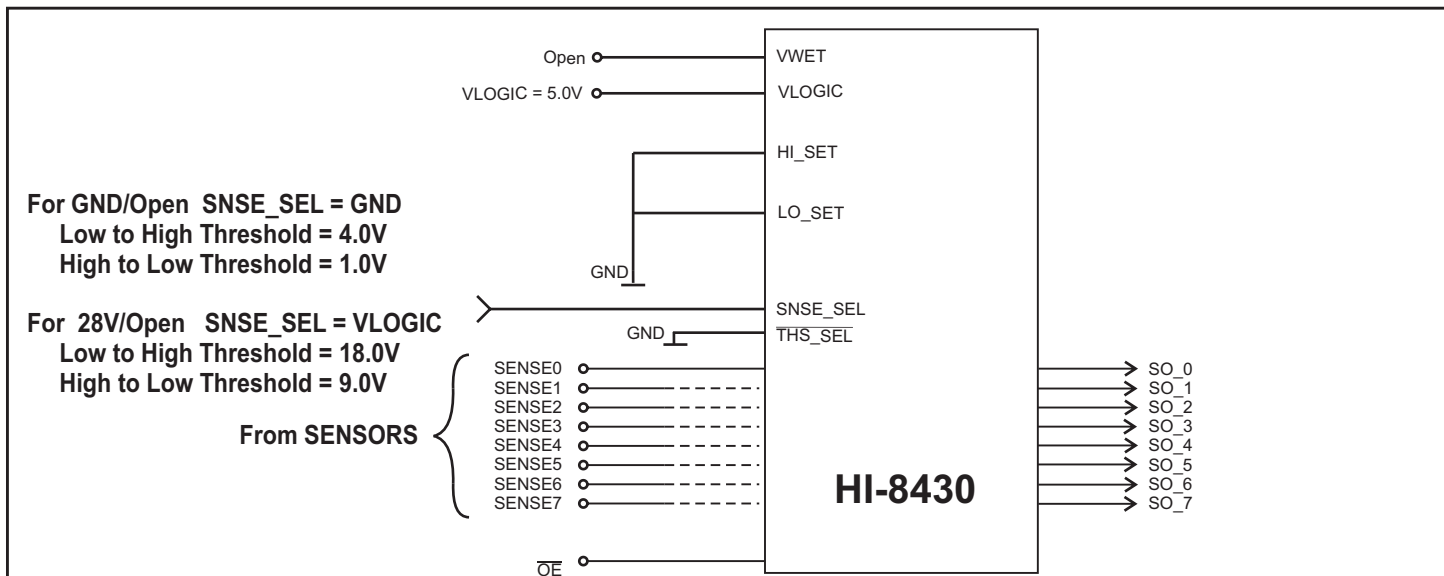 Open
VWET
VLOGIC = 5.0V
VLOGIC
HI_SET
For GND/Open SNSE_SEL = GND
Low to High Threshold = 4.0V
High to Low Threshold = 1.0V
LO_SET
GND
For 28V/Open SNSE_SEL = VLOGIC
Low to High Threshold = 18.0V
High to Low Threshold = 9.0V
SNSE_SEL
GND
THS_SEL
From SENSORS
SENSE0
SENSE1
SENSE2
SENSE3
SENSE4
SENSE5
SENSE6
SENSE7
HI-8430
SO_0
SO_1
SO_2
SO_3
SO_4
SO_5
SO_6
SO_7
OE